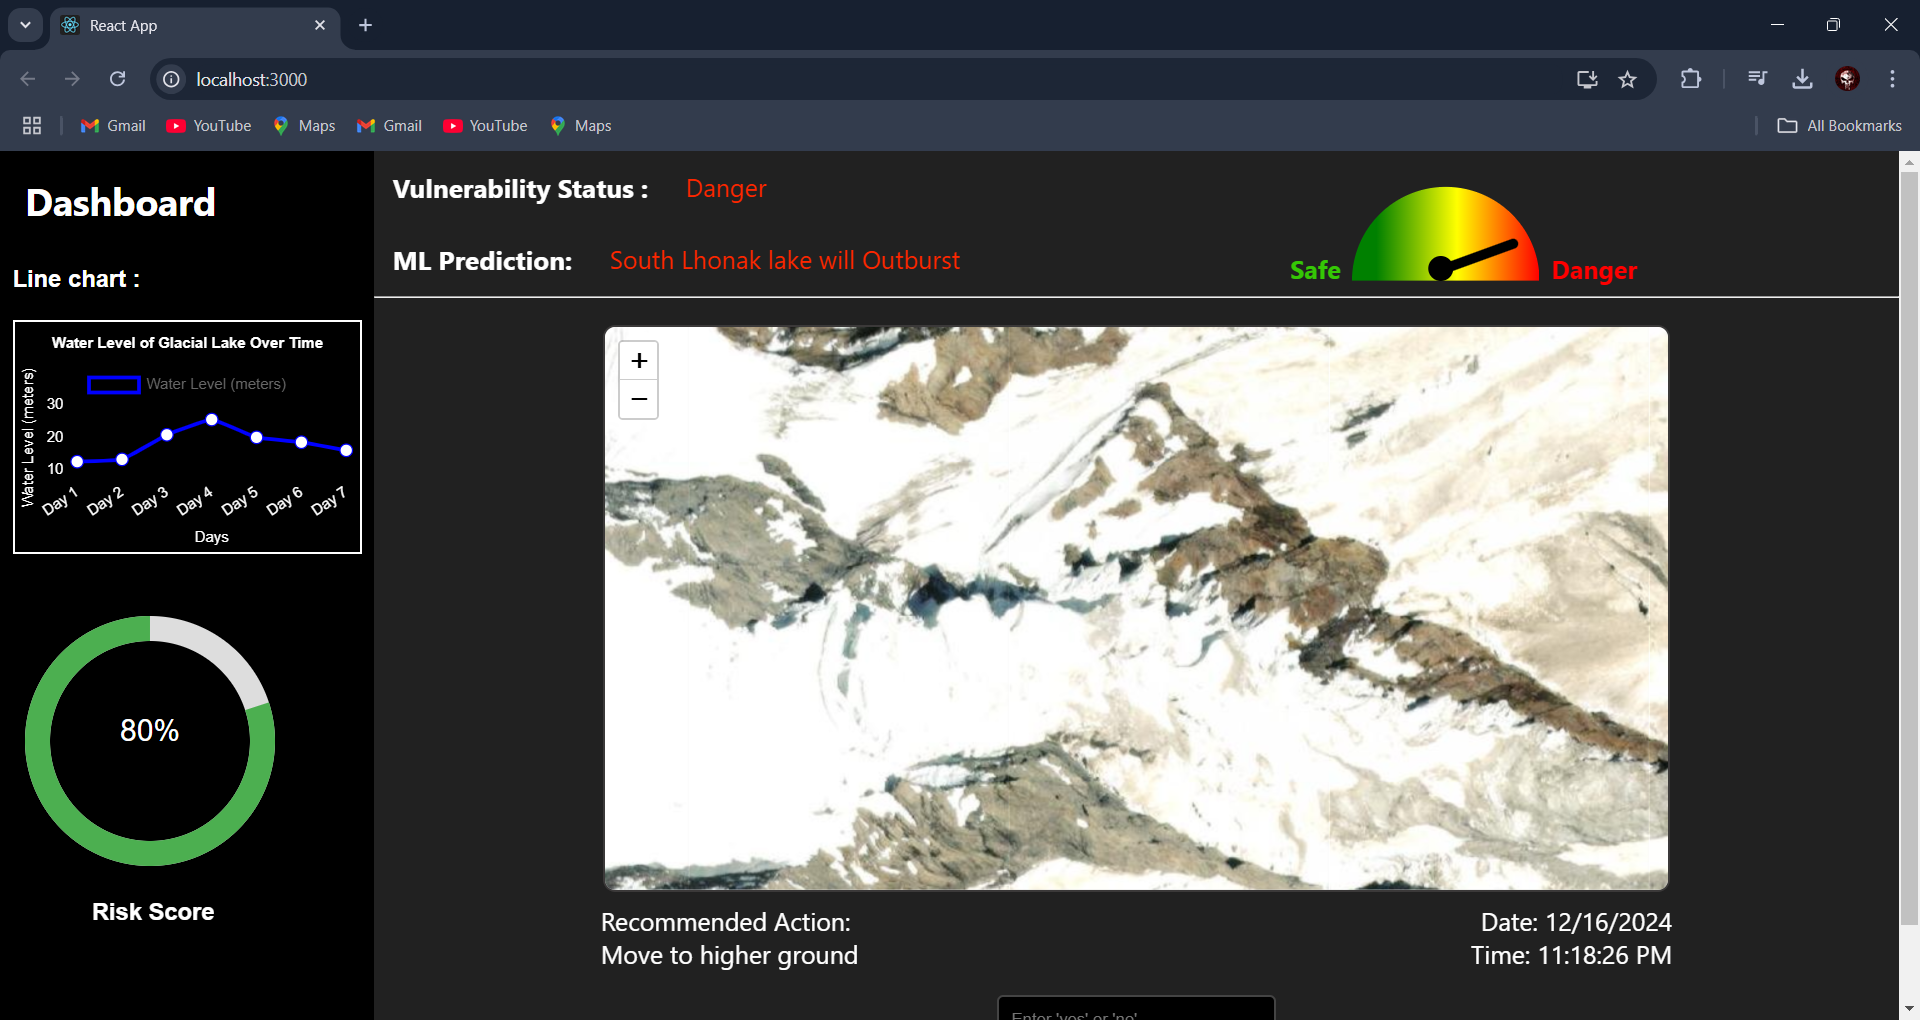 React App
localhost:3000
Gmail
YouTube
Maps
Gmail
YouTube
Maps
All Bookmarks
Dashboard
Line chart :
Water Level of Glacial Lake Over Time
Water Level (meters)
Water Level (meters)
30
20
10
Day 1
Day 2
Day 3
Day 4
Day 5
Day 6
Day 7
Days
80%
Risk Score
Vulnerability Status : Danger
ML Prediction: South Lhonak lake will Outburst
Safe
Danger
+
−
Recommended Action:
Move to higher ground
Date: 12/16/2024
Time: 11:18:26 PM
Enter 'yes' or 'no'